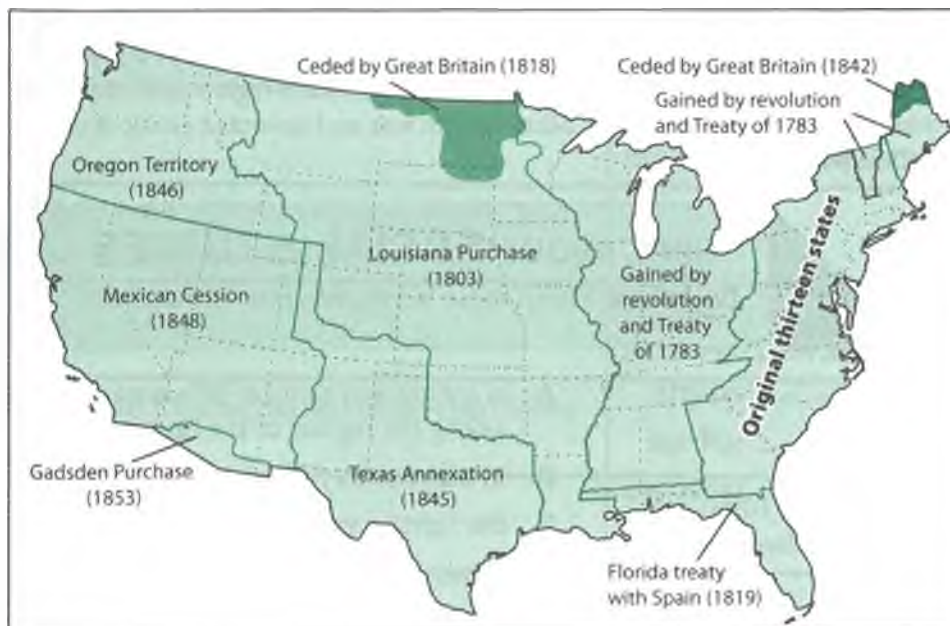 Ceded by Great Britain (1818)
Ceded by Great Britain (1842)
Gained by revolution
and Treaty of 1783
Oregon Territory
(1846)
Louisiana Purchase
(1803)
Mexican Cession
(1848)
Gained by
revolution
and Treaty
of 1783
Original thirteen states
Gadsden Purchase
(1853)
Texas Annexation
(1845)
Florida treaty
with Spain (1819)